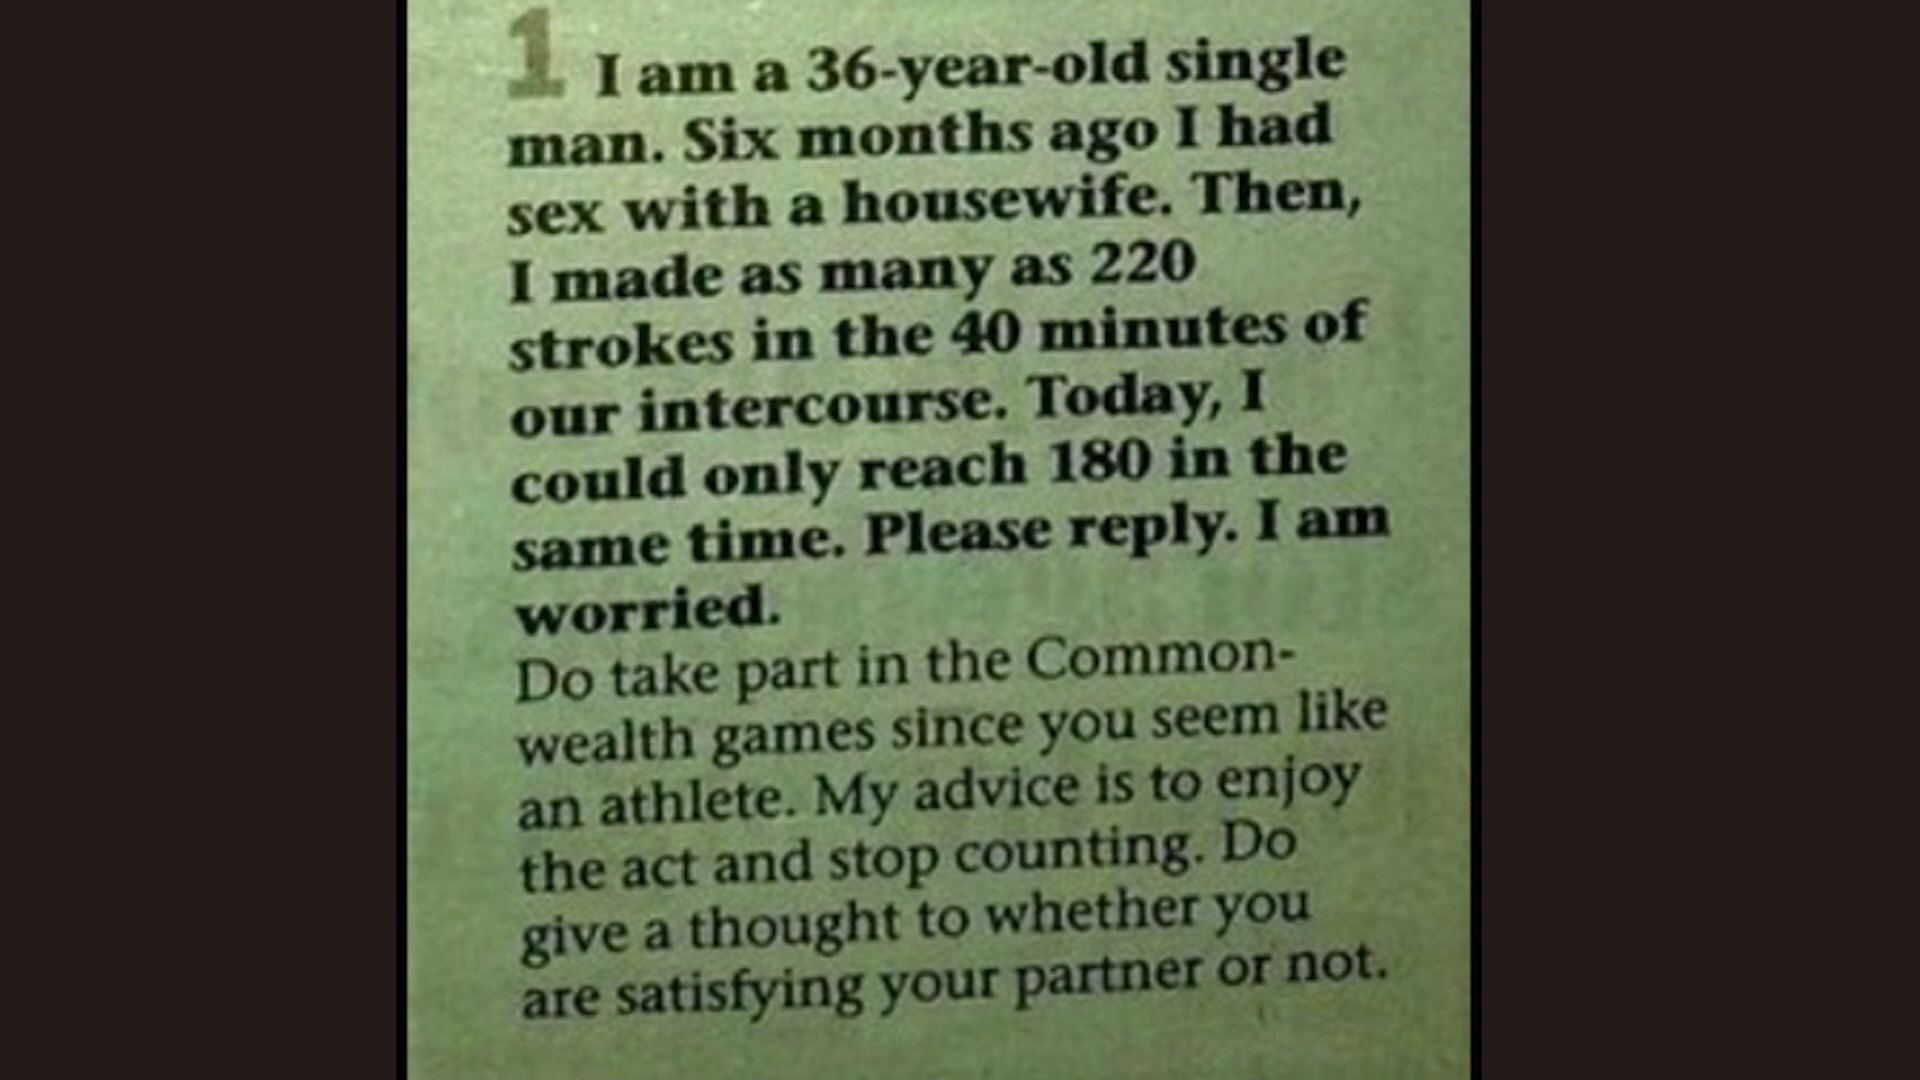 1 I am a 36-year-old single
man. Six months ago I had
sex with a housewife. Then,
I made as many as 220
strokes in the 40 minutes of
our intercourse. Today, I
could only reach 180 in the
same time. Please reply. I am
worried.
Do take part in the Common-
wealth games since you seem like
an athlete. My advice is to enjoy
the act and stop counting. Do
give a thought to whether you
are satisfying your partner or not.